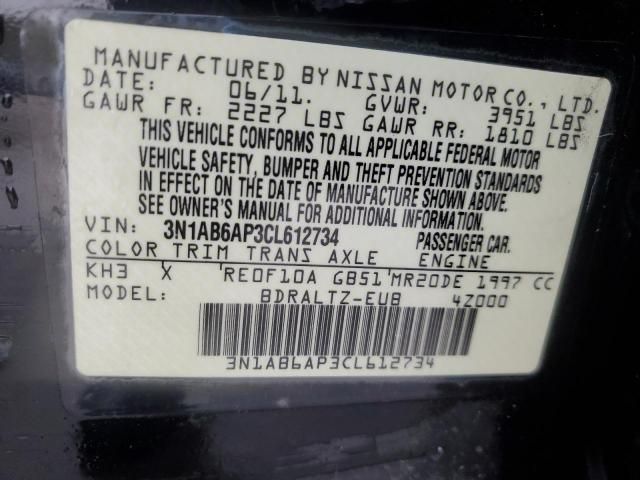 MANUFACTURED BY NISSAN MOTOR CO., LTD.
DATE: 06/11. GVWR: 3951 LBS
GAWR FR: 2227 LBS GAWR RR: 1810 LBS
THIS VEHICLE CONFORMS TO ALL APPLICABLE FEDERAL MOTOR
VEHICLE SAFETY, BUMPER AND THEFT PREVENTION STANDARDS
IN EFFECT ON THE DATE OF MANUFACTURE SHOWN ABOVE.
SEE OWNER'S MANUAL FOR ADDITIONAL INFORMATION.
VIN: 3N1AB6AP3CL612734 PASSENGER CAR.
COLOR TRIM TRANS AXLE ENGINE
KH3 X RE0F10A GB51 MR20DE 1997 CC
BDRALTZ-EUB 4Z000
3N1AB6AP3CL612734